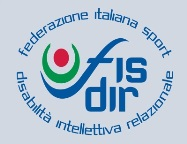 federazione italiana sport
fis
dir
disabilità intellettiva relazionale